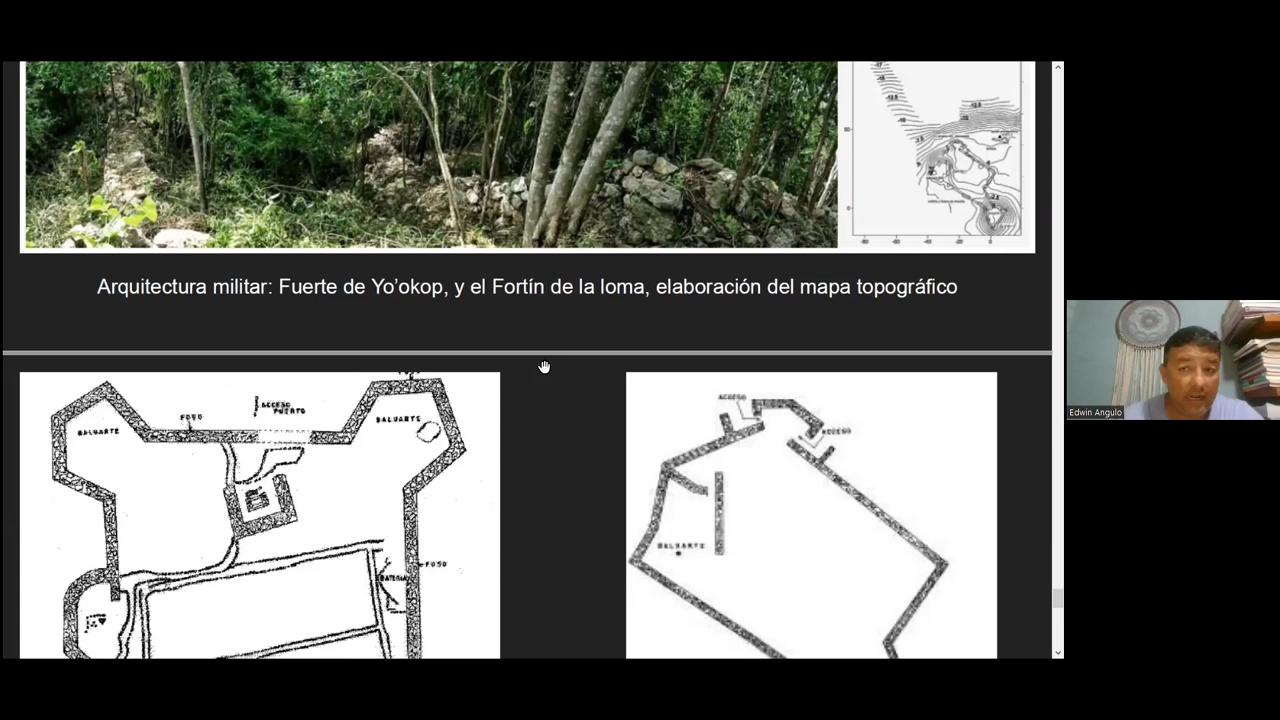 Arquitectura militar: Fuerte de Yo’okop, y el Fortín de la loma, elaboración del mapa topográfico
ACCESO
PUERTO
FOSO
BALUARTE
BALUARTE
FOSO
BATERIA
ACCESO
ACCESO
BALUARTE
Edwin Angulo